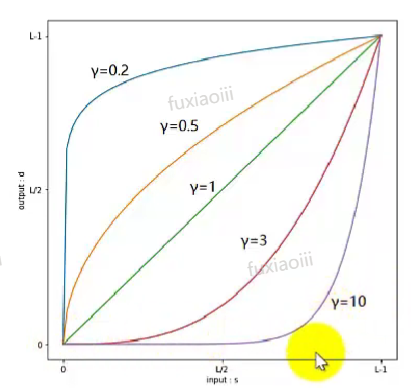 L-1
γ=0.2
fuxiaoiii
γ=0.5
output : d
L/2
γ=1
γ=3
fuxiaoiii
γ=10
0
0
L/2
L-1
input : s